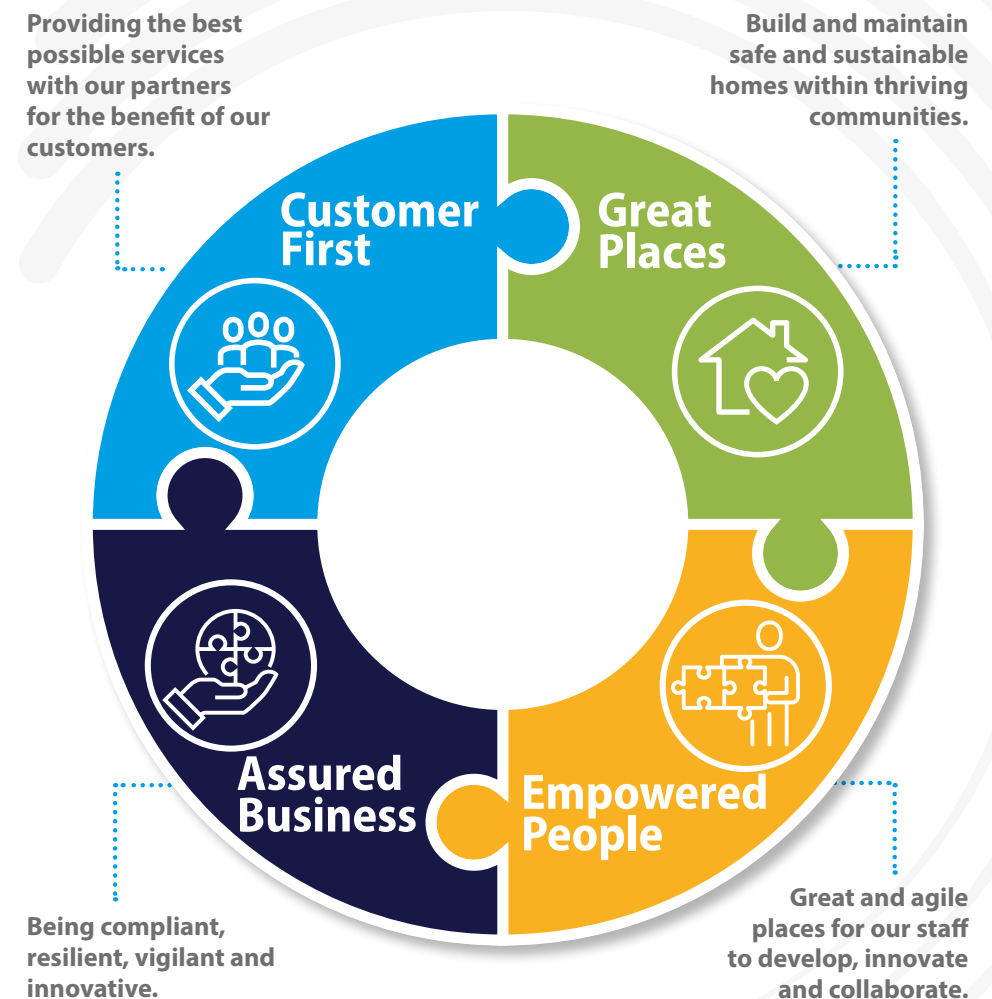 Providing the best
possible services
with our partners
for the benefit of our
customers.
Build and maintain
safe and sustainable
homes within thriving
communities.
Customer
First
Great
Places
Assured
Business
Empowered
People
Being compliant,
resilient, vigilant and
innovative.
Great and agile
places for our staff
to develop, innovate
and collaborate.